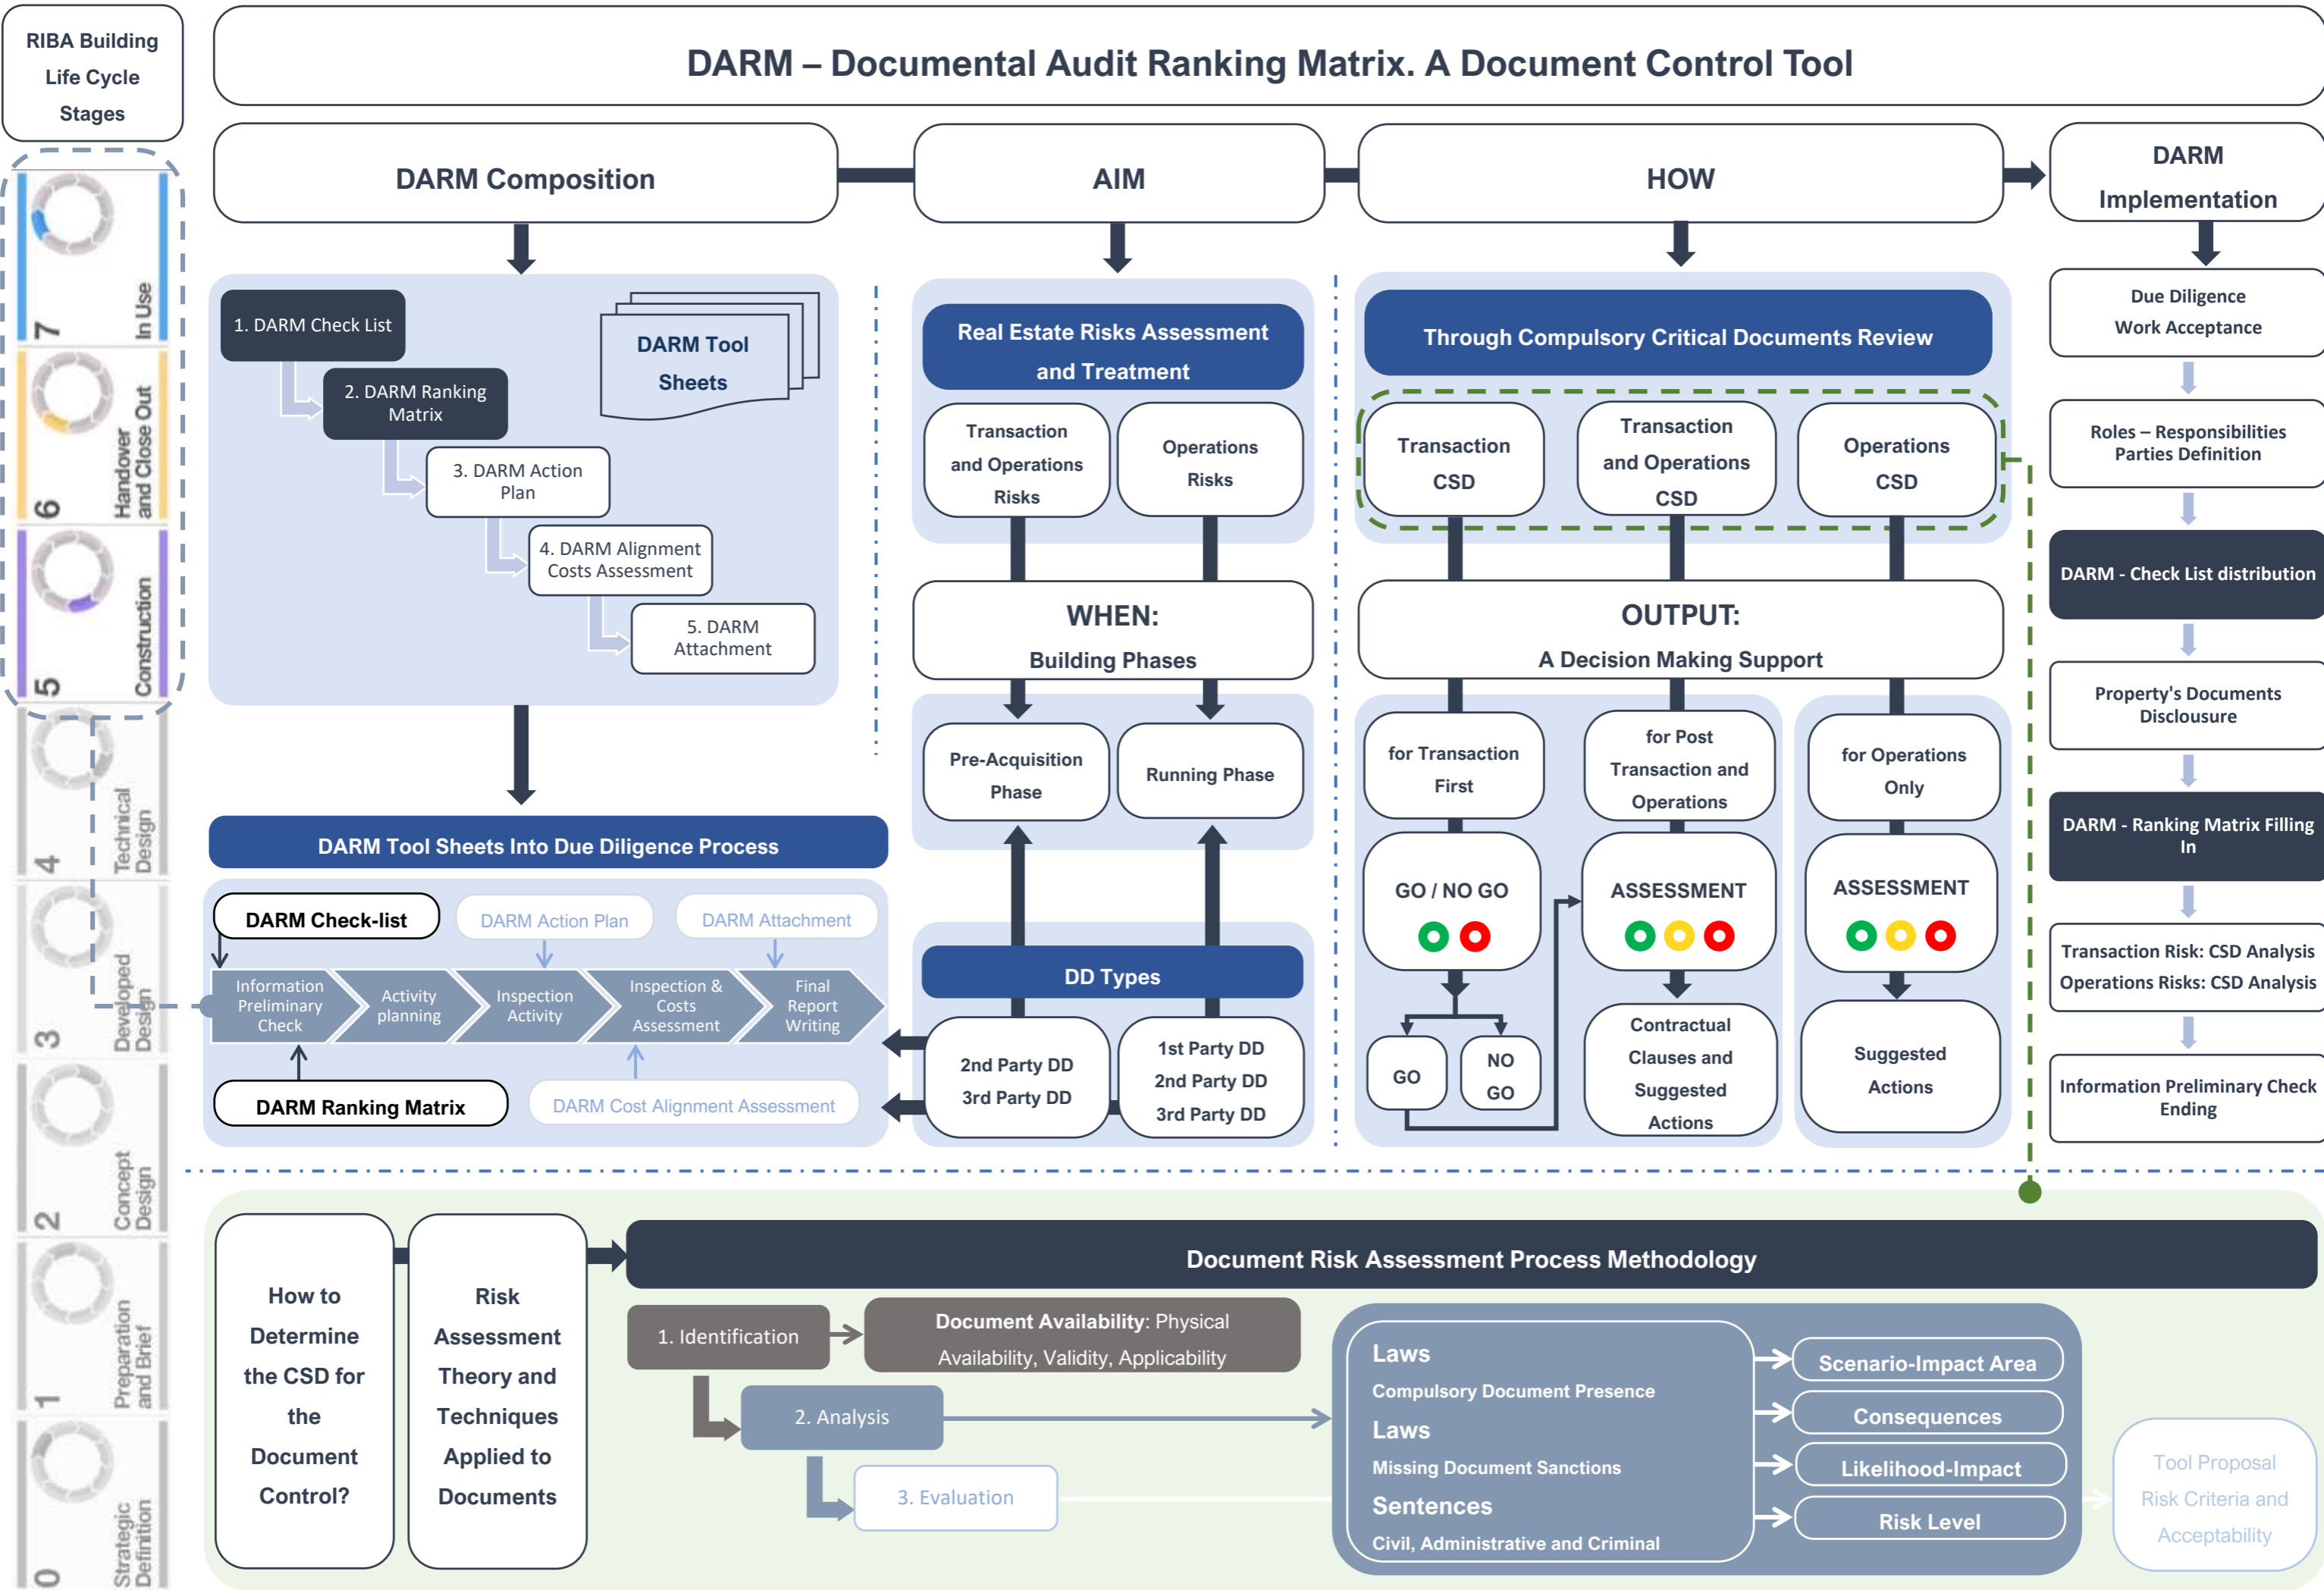 RIBA Building
Life Cycle
Stages
DARM – Documental Audit Ranking Matrix. A Document Control Tool
DARM Composition
AIM
HOW
DARM
Implementation
7
In Use
6
Handover
and Close Out
5
Construction
4
Technical
Design
3
Developed
Design
2
Concept
Design
1
Preparation
and Brief
0
Strategic
Definition
1. DARM Check List
2. DARM Ranking
Matrix
3. DARM Action
Plan
4. DARM Alignment
Costs Assessment
5. DARM
Attachment
DARM Tool
Sheets
DARM Tool Sheets Into Due Diligence Process
DARM Check-list
DARM Action Plan
DARM Attachment
Information
Preliminary
Check
Activity
planning
Inspection
Activity
Inspection &
Costs
Assessment
Final
Report
Writing
DARM Ranking Matrix
DARM Cost Alignment Assessment
Real Estate Risks Assessment
and Treatment
Transaction
and Operations
Risks
Operations
Risks
WHEN:
Building Phases
Pre-Acquisition
Phase
Running Phase
DD Types
2nd Party DD
3rd Party DD
1st Party DD
2nd Party DD
3rd Party DD
Through Compulsory Critical Documents Review
Transaction
CSD
Transaction
and Operations
CSD
Operations
CSD
OUTPUT:
A Decision Making Support
for Transaction
First
for Post
Transaction and
Operations
for Operations
Only
GO / NO GO
ASSESSMENT
ASSESSMENT
GO
NO
GO
Contractual
Clauses and
Suggested
Actions
Suggested
Actions
Due Diligence
Work Acceptance
Roles – Responsibilities
Parties Definition
DARM - Check List distribution
Property's Documents
Disclousure
DARM - Ranking Matrix Filling
In
Transaction Risk: CSD Analysis
Operations Risks: CSD Analysis
Information Preliminary Check
Ending
How to
Determine
the CSD for
the
Document
Control?
Risk
Assessment
Theory and
Techniques
Applied to
Documents
Document Risk Assessment Process Methodology
1. Identification
Document Availability: Physical
Availability, Validity, Applicability
2. Analysis
3. Evaluation
Laws
Compulsory Document Presence
Laws
Missing Document Sanctions
Sentences
Civil, Administrative and Criminal
Scenario-Impact Area
Consequences
Likelihood-Impact
Risk Level
Tool Proposal
Risk Criteria and
Acceptability